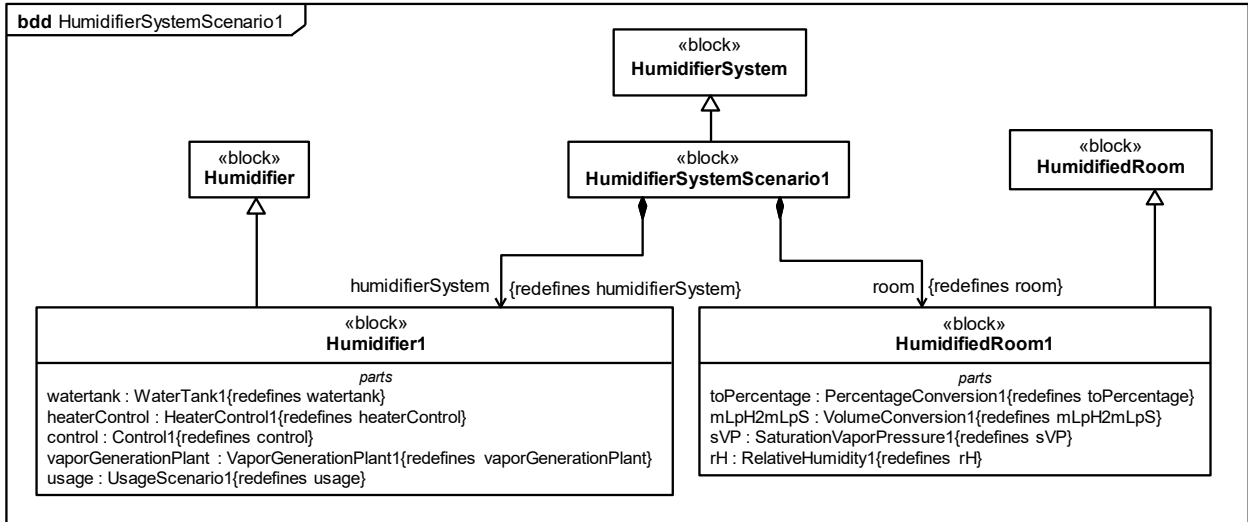 bdd HumidifierSystemScenario1
«block»
HumidifierSystem
«block»
Humidifier
«block»
HumidifierSystemScenario1
«block»
HumidifiedRoom
humidifierSystem
{redefines humidifierSystem}
room
{redefines room}
«block»
Humidifier1
parts
watertank : WaterTank1{redefines watertank}
heaterControl : HeaterControl1{redefines heaterControl}
control : Control1{redefines control}
vaporGenerationPlant : VaporGenerationPlant1{redefines vaporGenerationPlant}
usage : UsageScenario1{redefines usage}
«block»
HumidifiedRoom1
parts
toPercentage : PercentageConversion1{redefines toPercentage}
mLpH2mLpS : VolumeConversion1{redefines mLpH2mLpS}
sVP : SaturationVaporPressure1{redefines sVP}
rH : RelativeHumidity1{redefines rH}